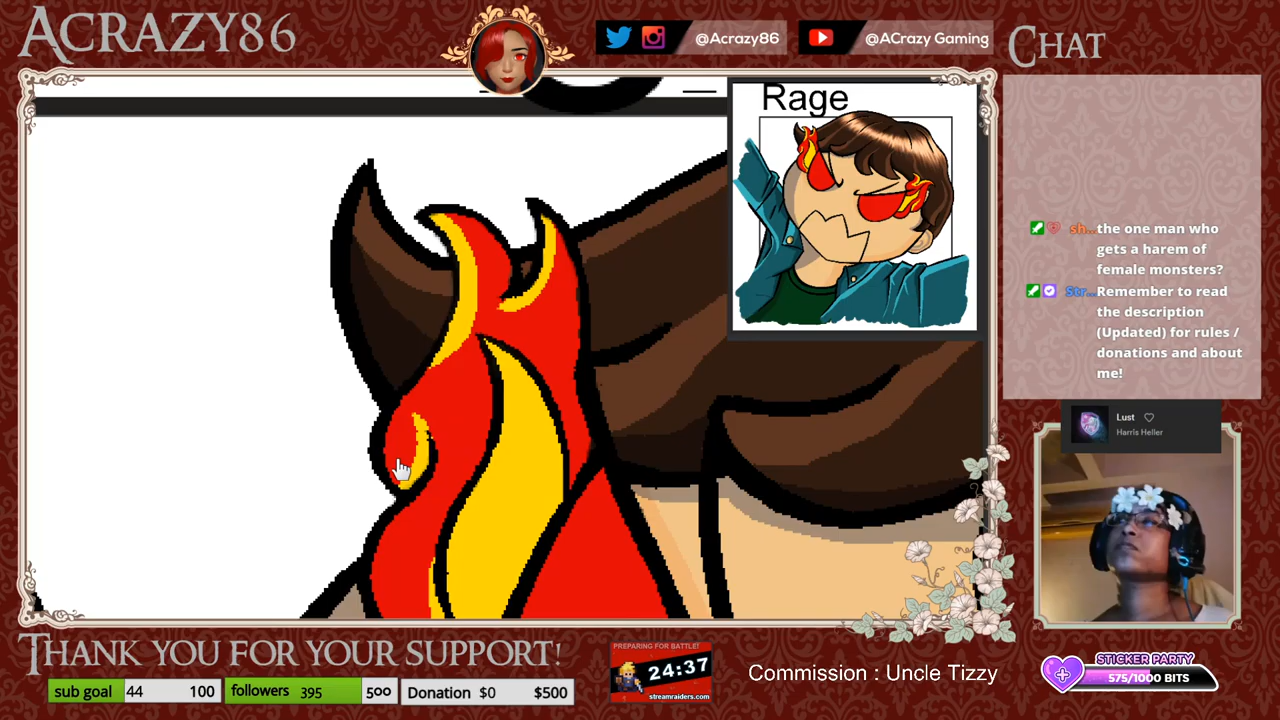 ACRAZY86
@Acrazy86
@ACrazy Gaming
CHAT
Rage
sh...the one man who
gets a harem of
female monsters?
Str...Remember to read
the description
(Updated) for rules /
donations and about
me!
Lust
Harris Heller
THANK YOU FOR YOUR SUPPORT!
sub goal 44 100
followers 395 500
Donation $0 $500
PREPARING FOR BATTLE!
24:37
streamraiders.com
Commission : Uncle Tizzy
STICKER PARTY
575/1000 BITS